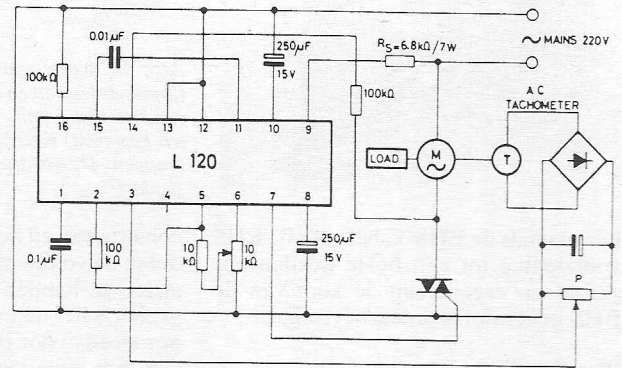 0.01µF
250µF
15V
RS=6.8kΩ/7W
MAINS 220V
100kΩ
100kΩ
A C
TACHOMETER
16 15 14 13 12 11 10 9
L 120
LOAD
M
T
1 2 3 4 5 6 7 8
0.1µF
100
kΩ
10
kΩ
10
kΩ
250µF
15V
P